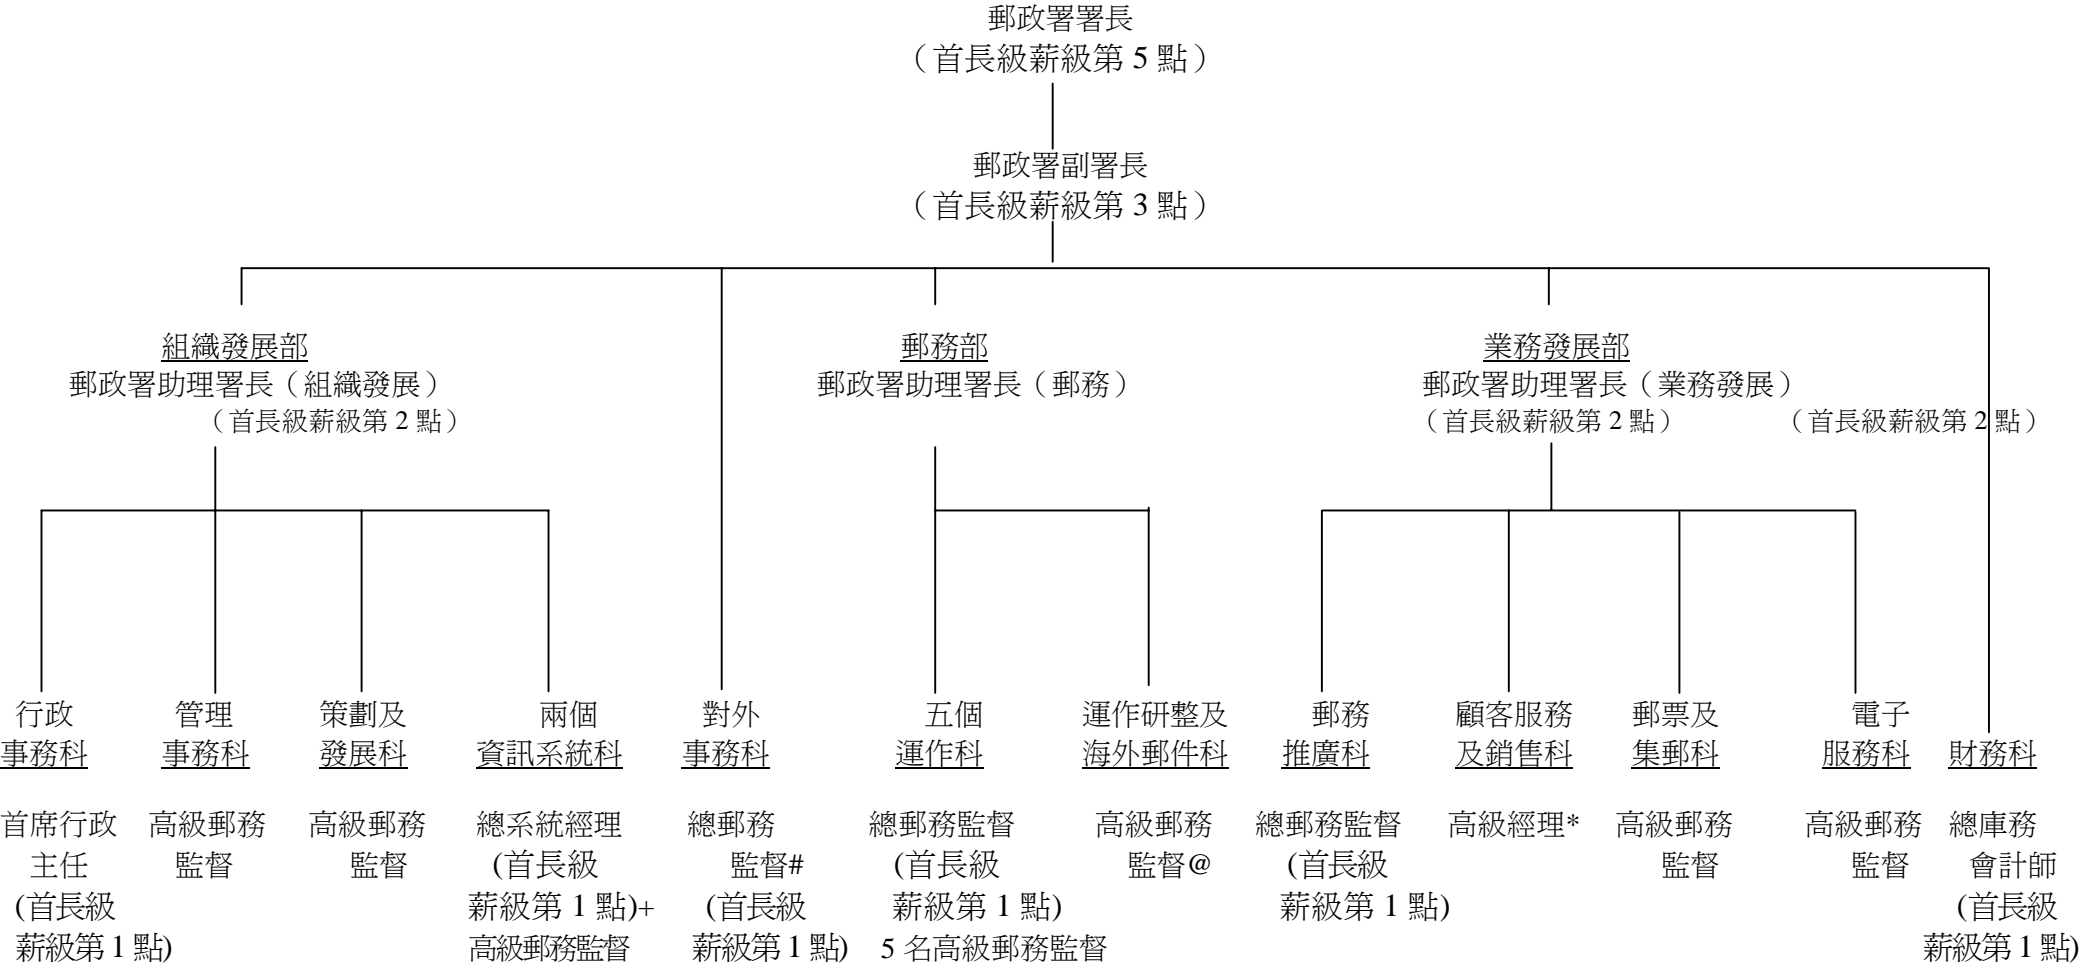 郵政署署長
（首長級薪級第 5 點）
郵政署副署長
（首長級薪級第 3 點）
組織發展部
郵政署助理署長（組織發展）
（首長級薪級第 2 點）
郵務部
郵政署助理署長（郵務）
業務發展部
郵政署助理署長（業務發展）
（首長級薪級第 2 點）
（首長級薪級第 2 點）
行政
事務科
首席行政
主任
(首長級
薪級第 1 點)
管理
事務科
高級郵務
監督
策劃及
發展科
高級郵務
監督
兩個
資訊系統科
總系統經理
(首長級
薪級第 1 點)+
高級郵務監督
對外
事務科
總郵務
監督#
(首長級
薪級第 1 點)
五個
運作科
總郵務監督
(首長級
薪級第 1 點)
5 名高級郵務監督
運作研整及
海外郵件科
高級郵務
監督@
郵務
推廣科
總郵務監督
(首長級
薪級第 1 點)
顧客服務
及銷售科
高級經理*
郵票及
集郵科
高級郵務
監督
電子
服務科
高級郵務
監督
財務科
總庫務
會計師
(首長級
薪級第 1 點)